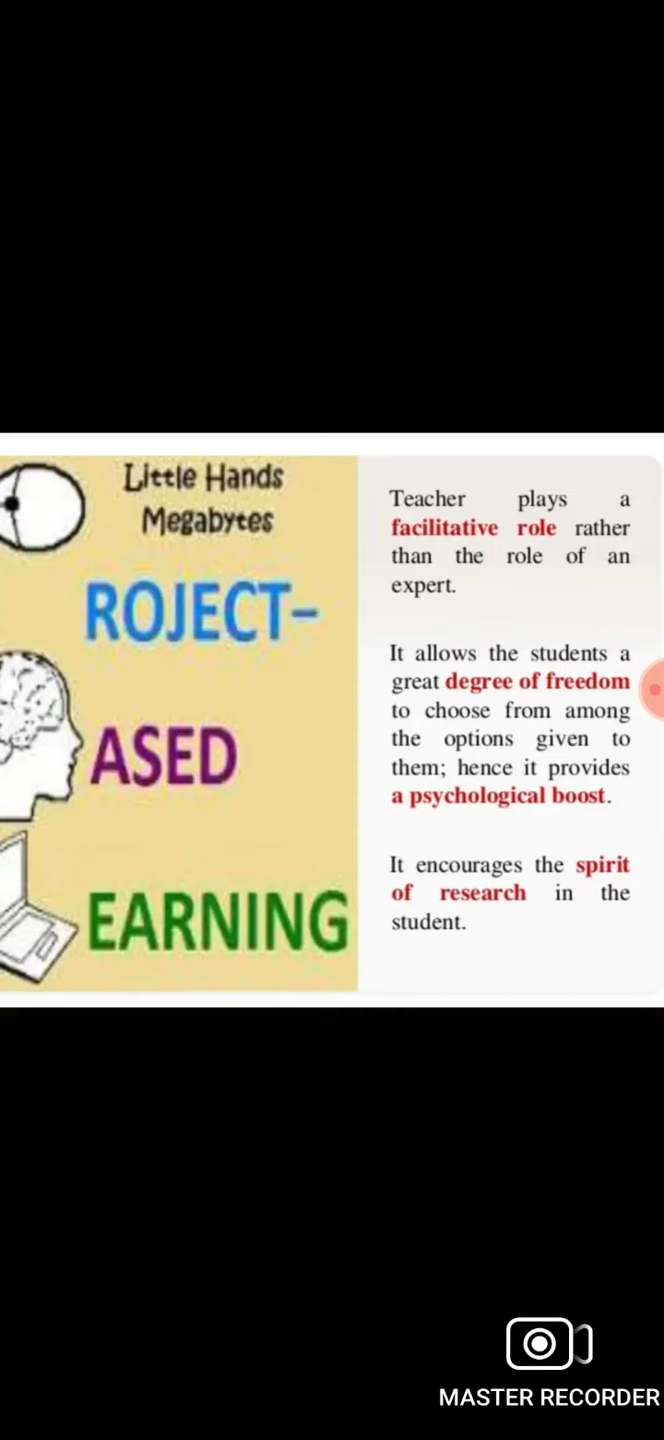 Little Hands
Megabytes
ROJECT-
ASED
EARNING
Teacher plays a
facilitative role rather
than the role of an
expert.
It allows the students a
great degree of freedom
to choose from among
the options given to
them; hence it provides
a psychological boost.
It encourages the spirit
of research in the
student.
MASTER RECORDER